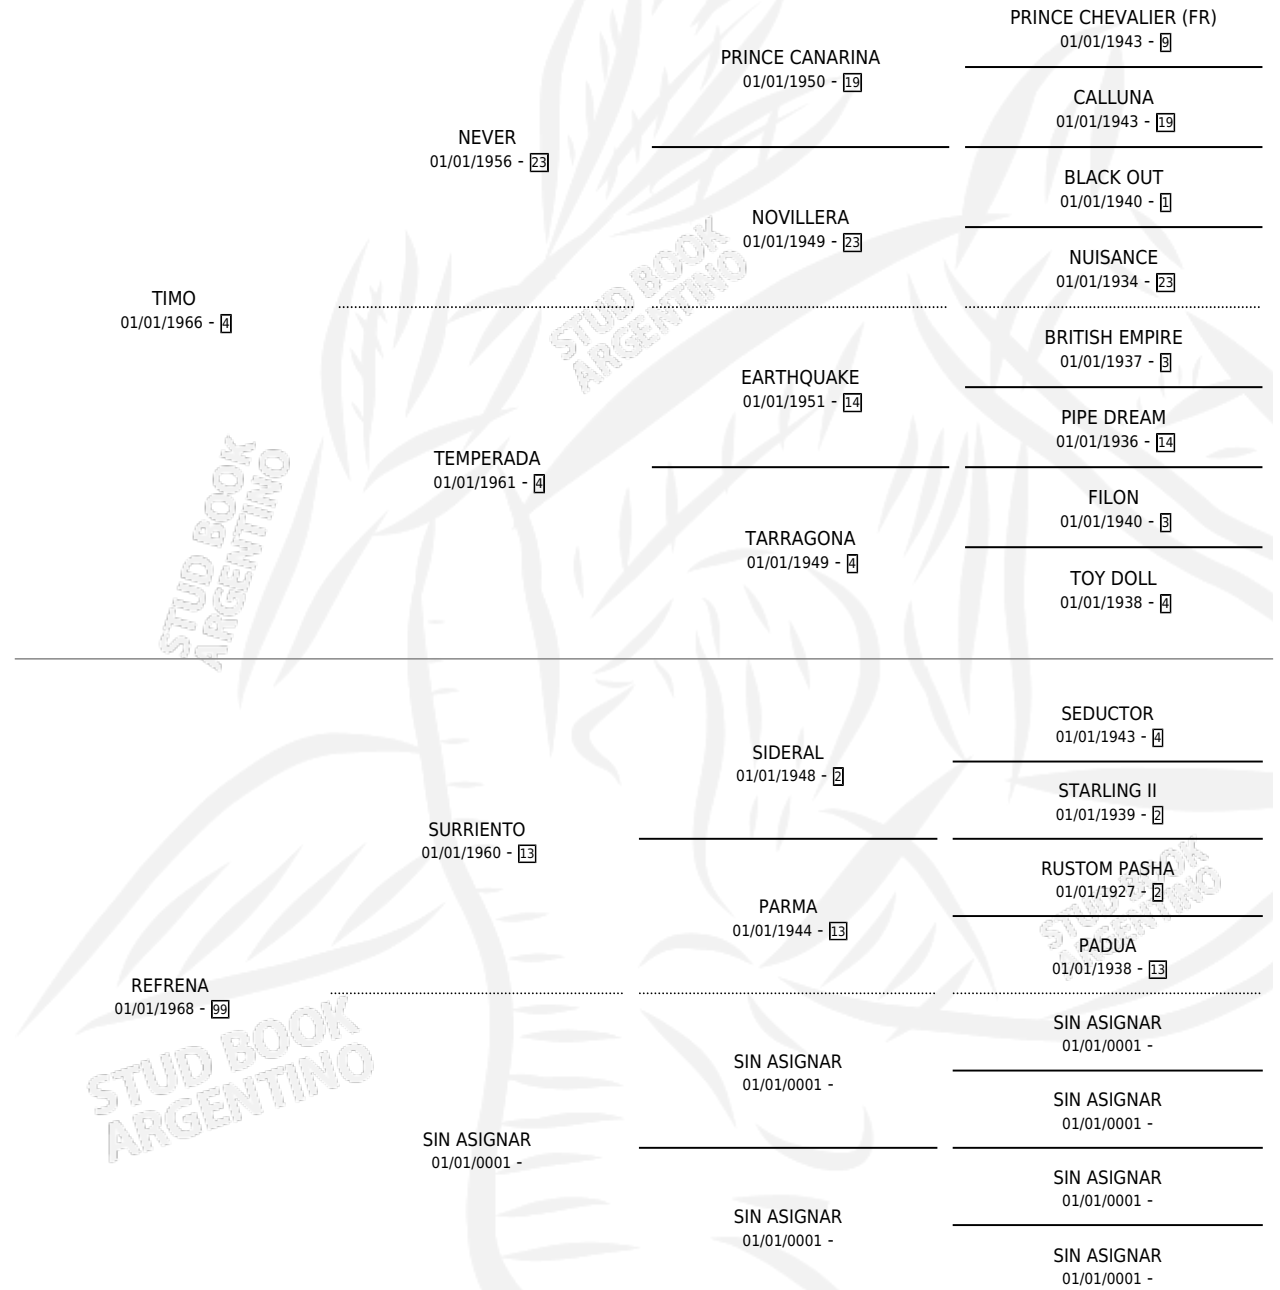 PRINCE CHEVALIER (FR)
01/01/1943 - 9
PRINCE CANARINA
01/01/1950 - 19
CALLUNA
01/01/1943 - 19
NEVER
01/01/1956 - 23
BLACK OUT
01/01/1940 - 1
NOVILLERA
01/01/1949 - 23
NUISANCE
01/01/1934 - 23
TIMO
01/01/1966 - 4
STUD BOOK
ARGENTINO
BRITISH EMPIRE
01/01/1937 - 3
EARTHQUAKE
01/01/1951 - 14
PIPE DREAM
01/01/1936 - 14
TEMPERADA
01/01/1961 - 4
FILON
01/01/1940 - 3
TARRAGONA
01/01/1949 - 4
TOY DOLL
01/01/1938 - 4
STUD BOOK
ARGENTINO
SEDUCTOR
01/01/1943 - 4
SIDERAL
01/01/1948 - 2
STARLING II
01/01/1939 - 2
SURRIENTO
01/01/1960 - 13
RUSTOM PASHA
01/01/1927 - 2
PARMA
01/01/1944 - 13
STUD BOOK
ARGENTINO
PADUA
01/01/1938 - 13
REFRENA
01/01/1968 - 99
STUD BOOK
ARGENTINO
SIN ASIGNAR
01/01/0001 -
SIN ASIGNAR
01/01/0001 -
SIN ASIGNAR
01/01/0001 -
SIN ASIGNAR
01/01/0001 -
SIN ASIGNAR
01/01/0001 -
SIN ASIGNAR
01/01/0001 -
SIN ASIGNAR
01/01/0001 -